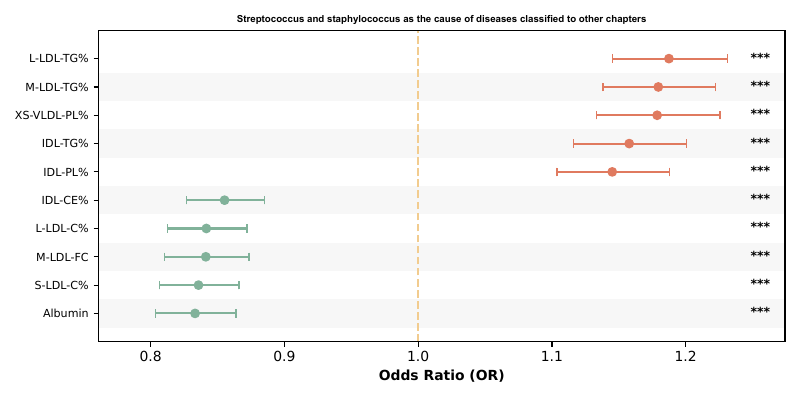 Streptococcus and staphylococcus as the cause of diseases classified to other chapters
L-LDL-TG% ***
M-LDL-TG% ***
XS-VLDL-PL% ***
IDL-TG% ***
IDL-PL% ***
IDL-CE% ***
L-LDL-C% ***
M-LDL-FC ***
S-LDL-C% ***
Albumin ***
0.8 0.9 1.0 1.1 1.2
Odds Ratio (OR)